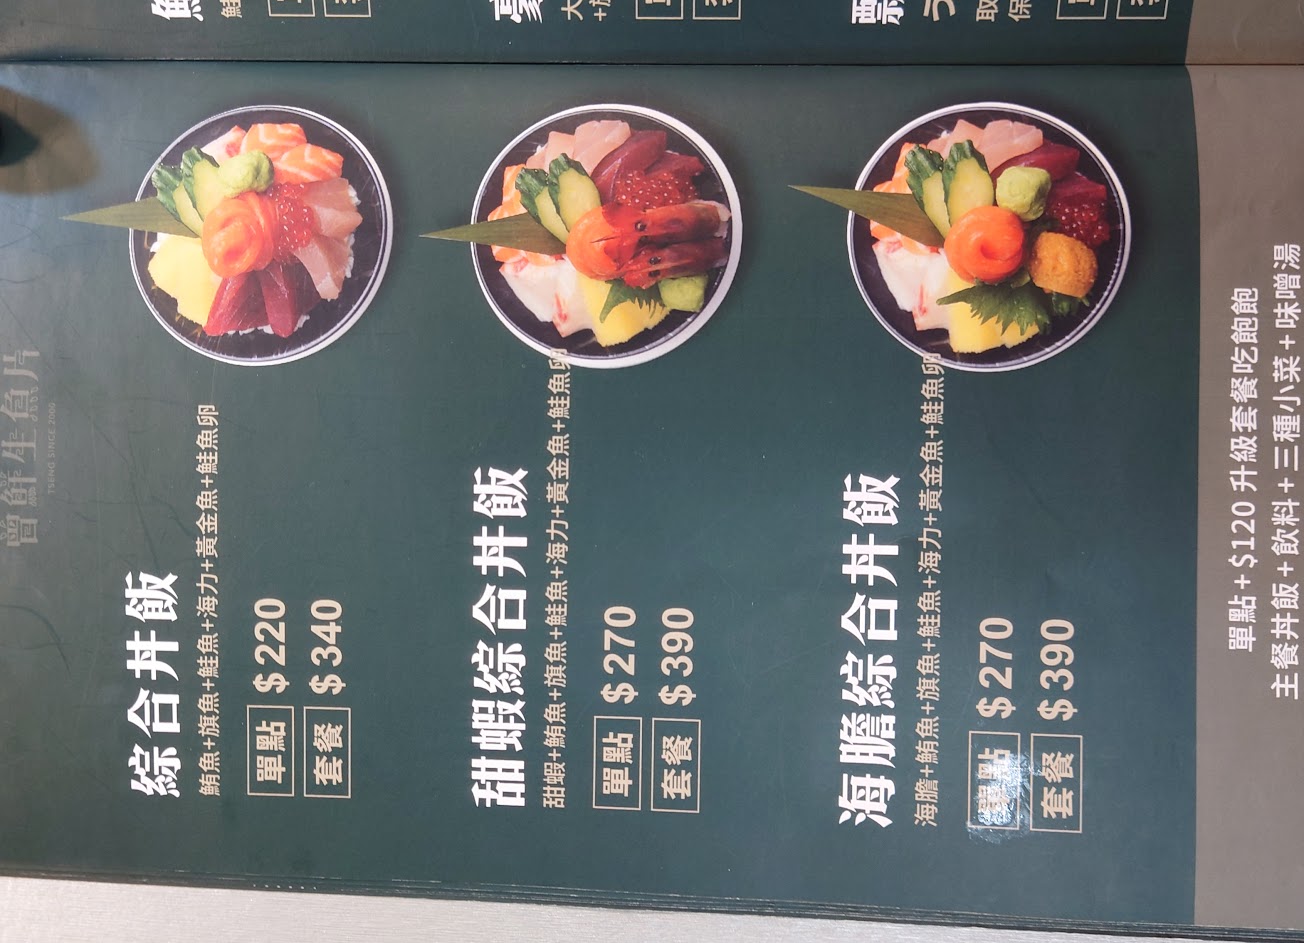 曾鮮生魚片
TSENG SINCE 2000
綜合丼飯
鮪魚+旗魚+鮭魚+海力+黃金魚+鮭魚卵
單點 $220
套餐 $340
甜蝦綜合丼飯
甜蝦+鮪魚+旗魚+鮭魚+海力+黃金魚+鮭魚卵
單點 $270
套餐 $390
海膽綜合丼飯
海膽+鮪魚+旗魚+鮭魚+海力+黃金魚+鮭魚卵
單點 $270
套餐 $390
單點+$120 升級套餐吃飽飽
主餐丼飯+飲料+三種小菜+味噌湯